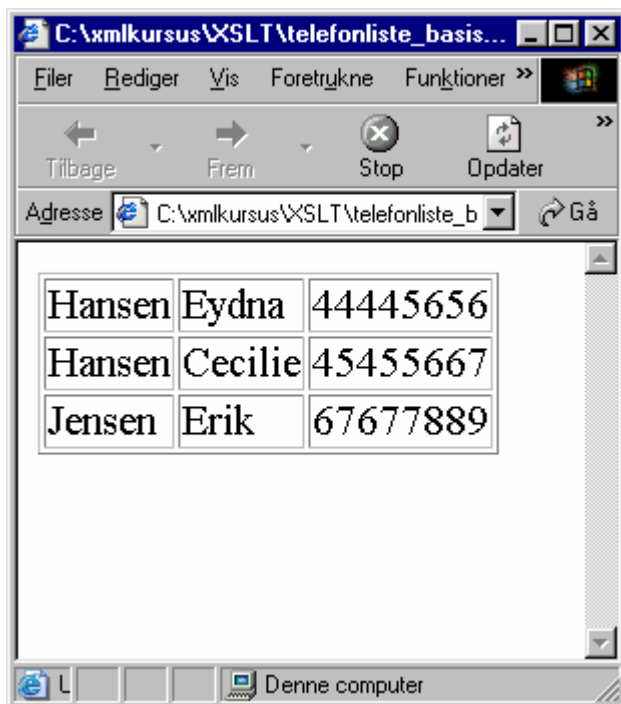 C:\xmlkursus\XSLT\telefonliste_basis...
Filer Rediger Vis Foretrukne Funktioner »
Tilbage Frem Stop Opdater »
Adresse C:\xmlkursus\XSLT\telefonliste_b Gå
Hansen Eydna 44445656
Hansen Cecilie 45455667
Jensen Erik 67677889
L Denne computer